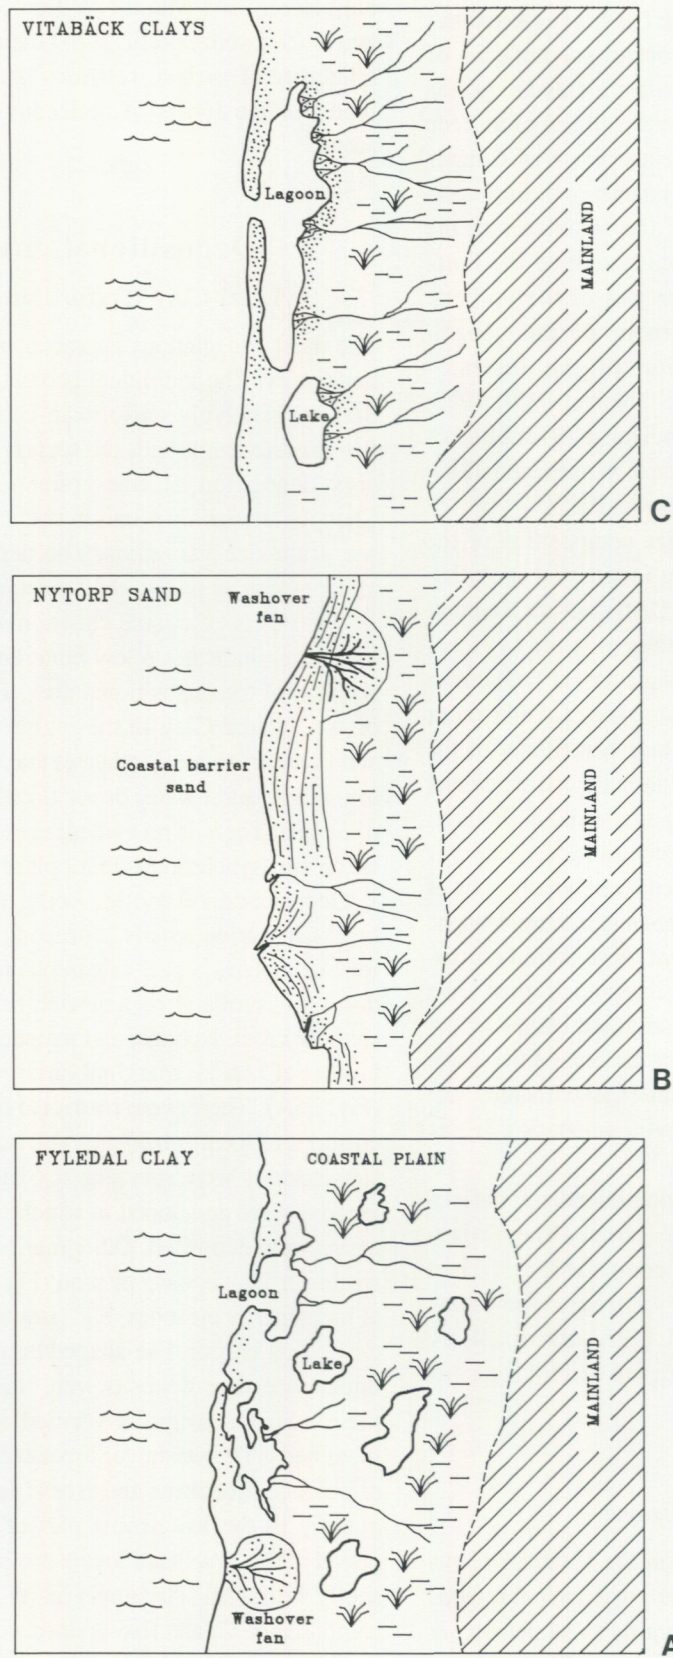 VITABÄCK CLAYS
Lagoon
MAINLAND
Lake
C
NYTORP SAND
Washover
fan
Coastal barrier
sand
MAINLAND
B
FYLEDAL CLAY
COASTAL PLAIN
Lagoon
Lake
MAINLAND
Washover
fan
A